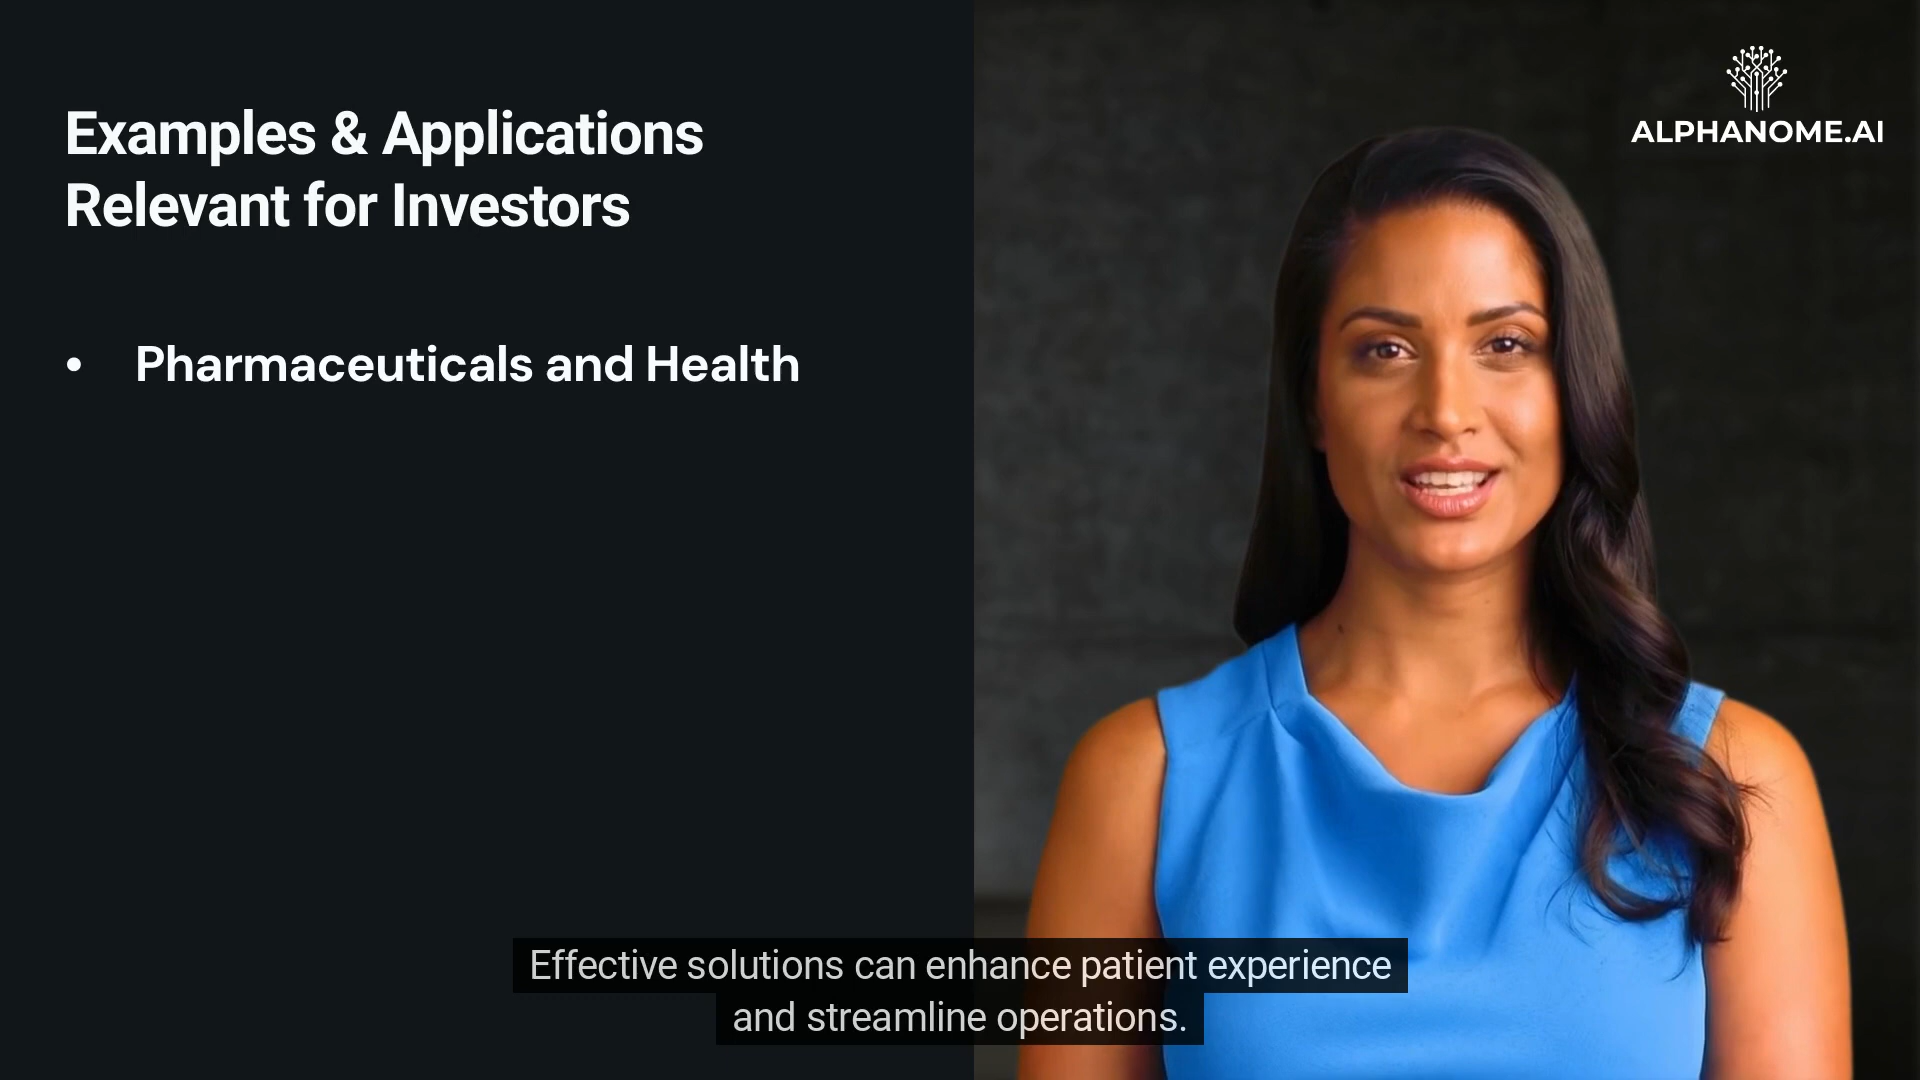 Examples & Applications
Relevant for Investors
• Pharmaceuticals and Health
ALPHANOME.AI
Effective solutions can enhance patient experience
and streamline operations.